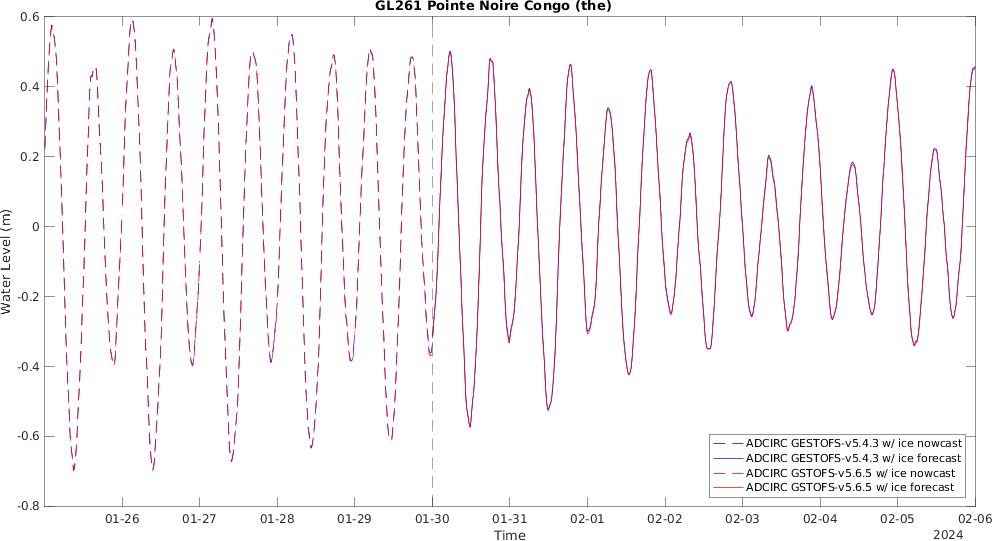 GL261 Pointe Noire Congo (the)
0.6
0.4
0.2
0
-0.2
-0.4
-0.6
-0.8
Water Level (m)
ADCIRC GESTOFS-v5.4.3 w/ ice nowcast
ADCIRC GESTOFS-v5.4.3 w/ ice forecast
ADCIRC GSTOFS-v5.6.5 w/ ice nowcast
ADCIRC GSTOFS-v5.6.5 w/ ice forecast
01-26 01-27 01-28 01-29 01-30 01-31 02-01 02-02 02-03 02-04 02-05 02-06
Time
2024